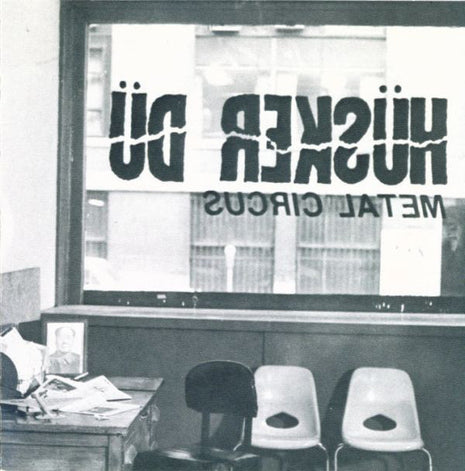 HÜSKER DÜ
METAL CIRCUS